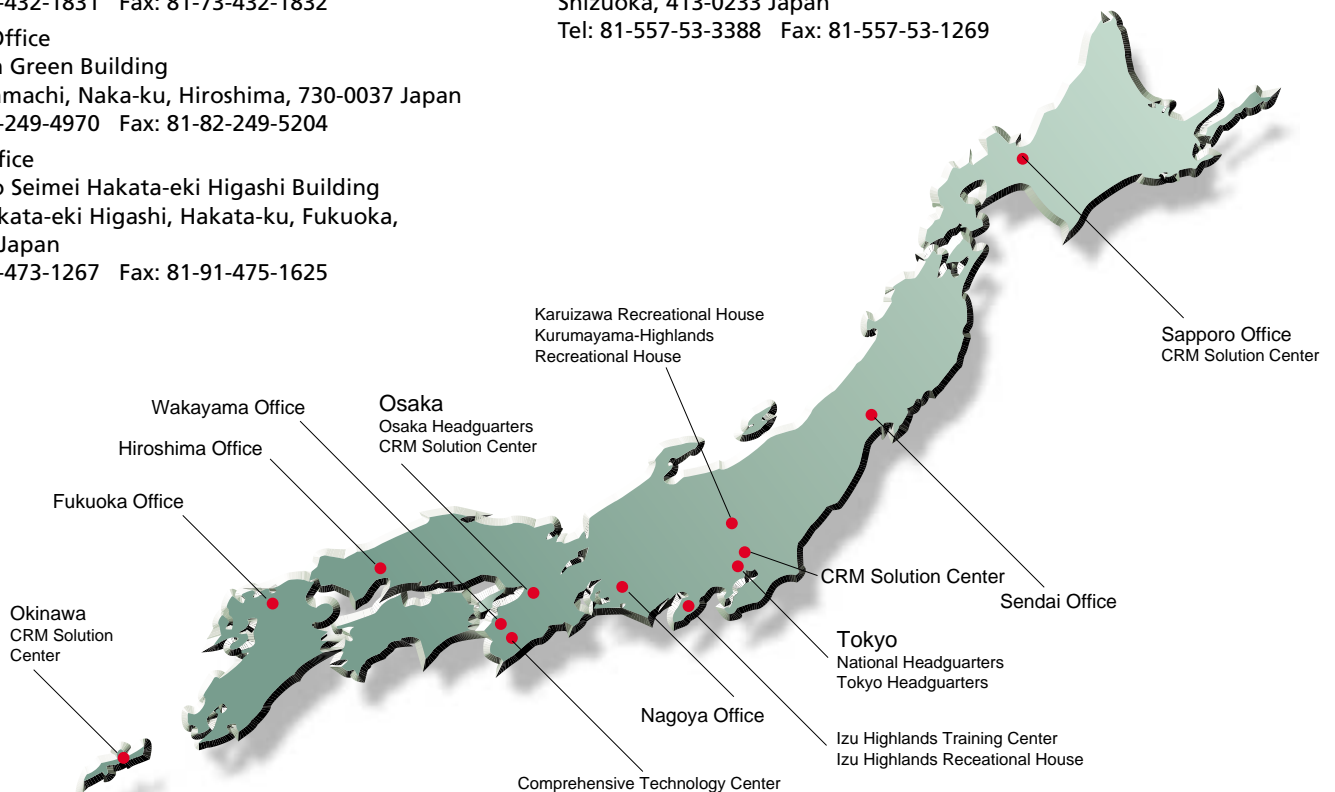 -432-1831 Fax: 81-73-432-1832
Office
Green Building
machi, Naka-ku, Hiroshima, 730-0037 Japan
-249-4970 Fax: 81-82-249-5204
fice
Seimei Hakata-eki Higashi Building
kata-eki Higashi, Hakata-ku, Fukuoka,
Japan
-473-1267 Fax: 81-91-475-1625
Shizuoka, 413-0233 Japan
Tel: 81-557-53-3388 Fax: 81-557-53-1269
Karuizawa Recreational House
Kurumayama-Highlands
Recreational House
Sapporo Office
CRM Solution Center
Wakayama Office
Osaka
Osaka Headguarters
CRM Solution Center
Hiroshima Office
Fukuoka Office
Okinawa
CRM Solution
Center
CRM Solution Center
Sendai Office
Tokyo
National Headguarters
Tokyo Headguarters
Nagoya Office
Izu Highlands Training Center
Izu Highlands Receational House
Comprehensive Technology Center